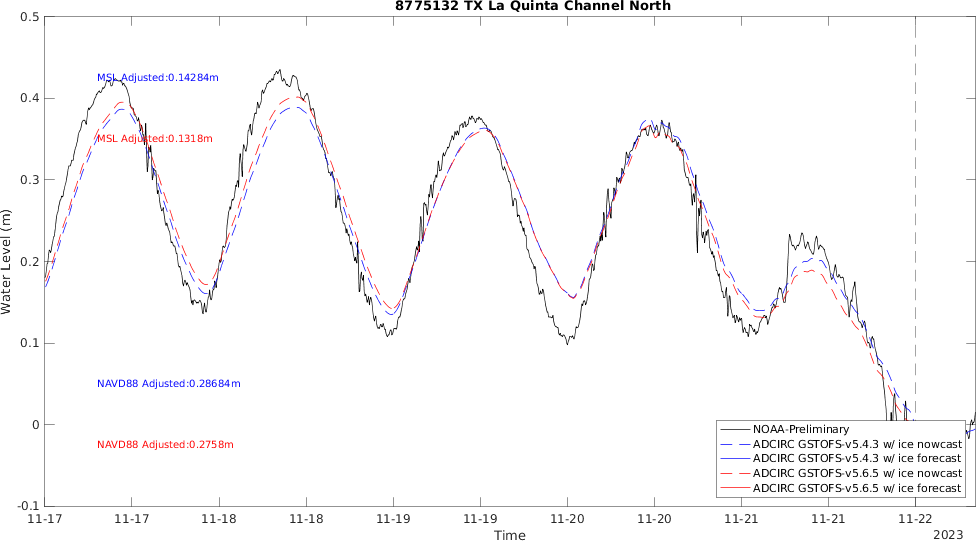 8775132 TX La Quinta Channel North
0.5
0.4
0.3
0.2
0.1
0
-0.1
Water Level (m)
MSL Adjusted:0.14284m
MSL Adjusted:0.1318m
NAVD88 Adjusted:0.28684m
NAVD88 Adjusted:0.2758m
NOAA-Preliminary
ADCIRC GSTOFS-v5.4.3 w/ ice nowcast
ADCIRC GSTOFS-v5.4.3 w/ ice forecast
ADCIRC GSTOFS-v5.6.5 w/ ice nowcast
ADCIRC GSTOFS-v5.6.5 w/ ice forecast
11-17 11-17 11-18 11-18 11-19 11-19 11-20 11-20 11-21 11-21 11-22
Time
2023